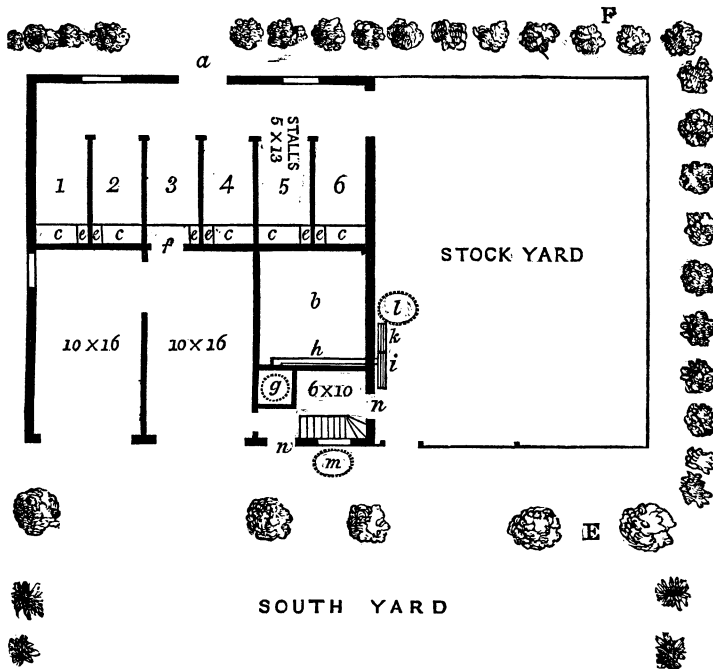 F
a
STALLS
5 X 13
1 2 3 4 5 6
c e e c f e e c c e e c
STOCK YARD
b
l
k
10 X 16 10 X 16
h
i
g 6 X 10 n
n
m
E
SOUTH YARD